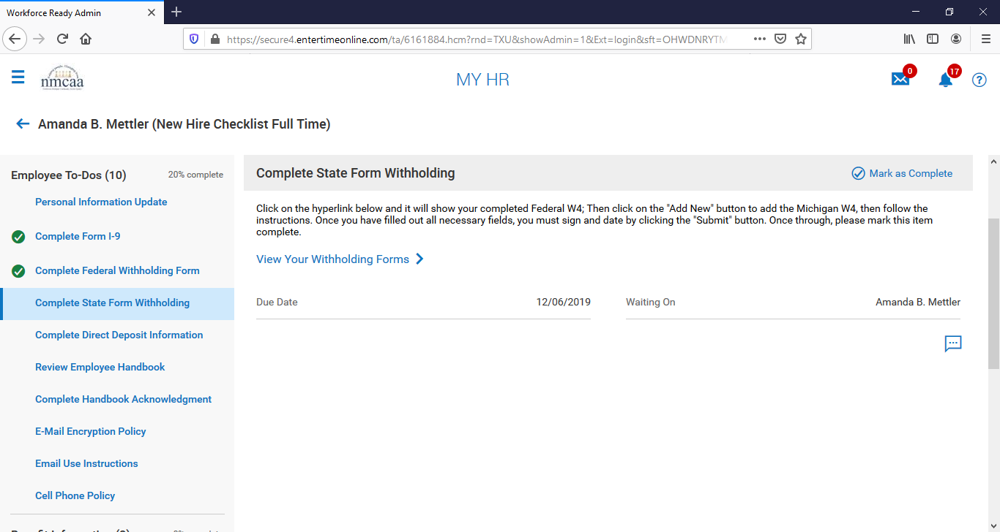 Workforce Ready Admin
https://secure4.entertimeonline.com/ta/6161884.hcm?rnd=TXU&showAdmin=1&Ext=login&sft=OHWDNRYTM
nmcaa
MY HR
0
17
?
Amanda B. Mettler (New Hire Checklist Full Time)
Employee To-Dos (10)
20% complete
Personal Information Update
Complete Form I-9
Complete Federal Withholding Form
Complete State Form Withholding
Complete Direct Deposit Information
Review Employee Handbook
Complete Handbook Acknowledgment
E-Mail Encryption Policy
Email Use Instructions
Cell Phone Policy
Complete State Form Withholding
Mark as Complete
Click on the hyperlink below and it will show your completed Federal W4; Then click on the "Add New" button to add the Michigan W4, then follow the
instructions. Once you have filled out all necessary fields, you must sign and date by clicking the "Submit" button. Once through, please mark this item
complete.
View Your Withholding Forms
Due Date
12/06/2019
Waiting On
Amanda B. Mettler